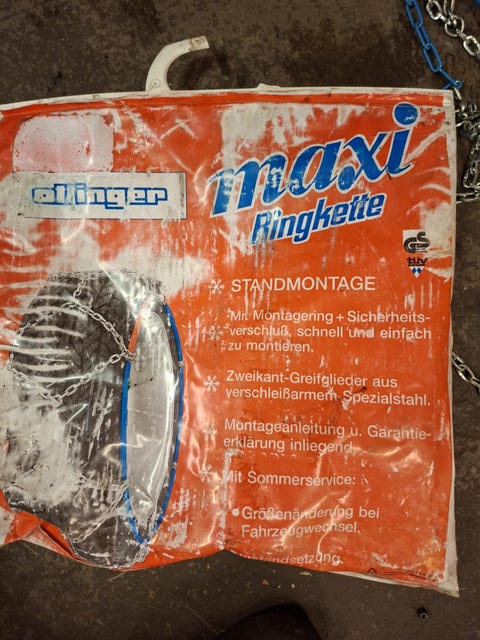 ottinger
maxi
Ringkette
GS
TÜV
* STANDMONTAGE
Mit Montagering + Sicherheits-
verschluß, schnell und einfach
zu montieren.
* Zweikant-Greifglieder aus
verschleißarmem Spezialstahl.
* Montageanleitung u. Garantie-
erklärung inliegend.
* Mit Sommerservice:
• Größenänderung bei
Fahrzeugwechsel.